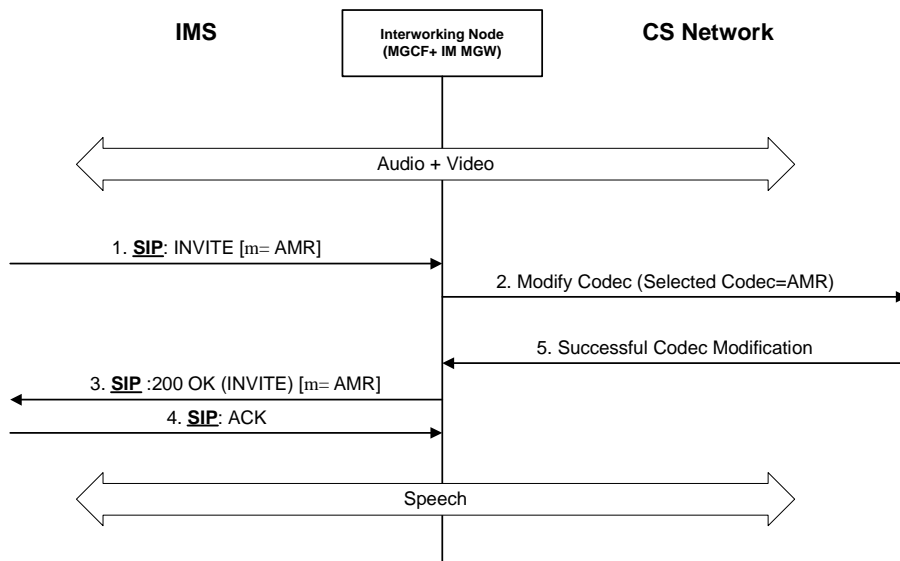 IMS
Interworking Node
(MGCF+ IM MGW)
CS Network
Audio + Video
1. SIP: INVITE [m= AMR]
2. Modify Codec (Selected Codec=AMR)
5. Successful Codec Modification
3. SIP :200 OK (INVITE) [m= AMR]
4. SIP: ACK
Speech